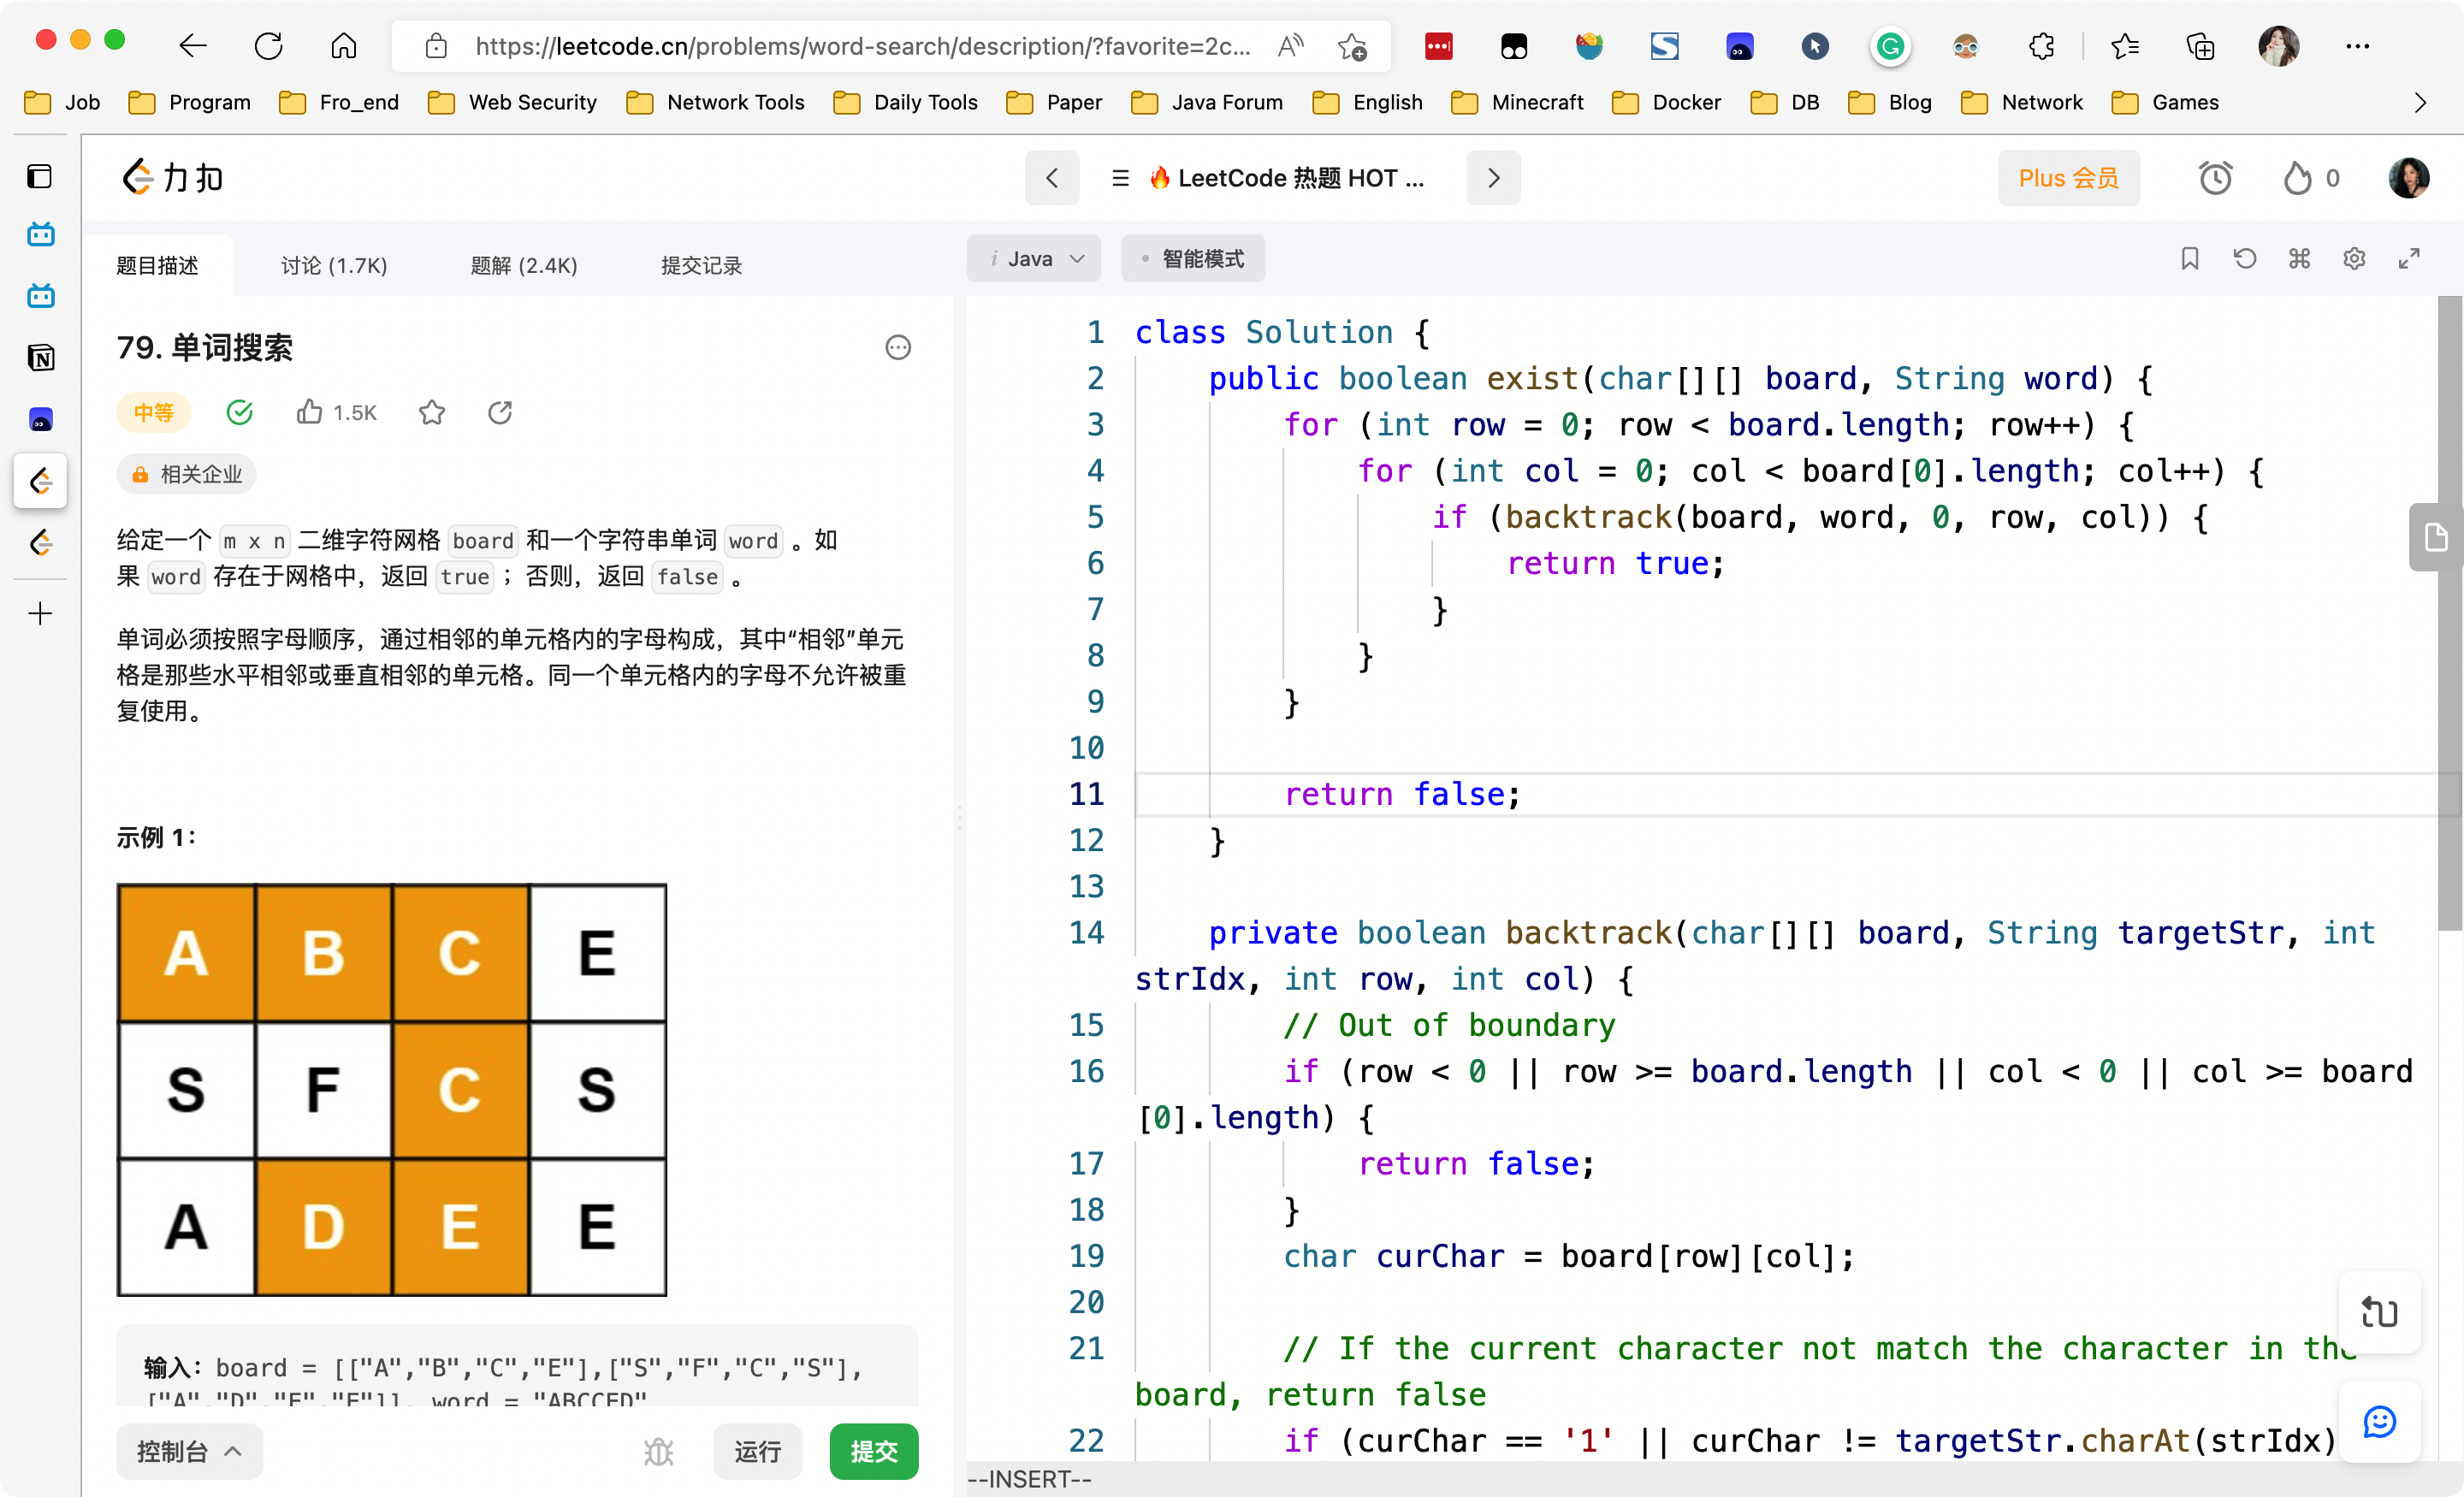 https://leetcode.cn/problems/word-search/description/?favorite=2c...
Job Program Fro_end Web Security Network Tools Daily Tools Paper Java Forum English Minecraft Docker DB Blog Network Games
力扣
🔥 LeetCode 热题 HOT ...
Plus 会员
0
题目描述 讨论 (1.7K) 题解 (2.4K) 提交记录
79. 单词搜索
中等 1.5K
相关企业
给定一个 m x n 二维字符网格 board 和一个字符串单词 word 。如
果 word 存在于网格中，返回 true ；否则，返回 false 。
单词必须按照字母顺序，通过相邻的单元格内的字母构成，其中“相邻”单元
格是那些水平相邻或垂直相邻的单元格。同一个单元格内的字母不允许被重
复使用。
示例 1：
A B C E
S F C S
A D E E
输入：board = [["A","B","C","E"],["S","F","C","S"],
["A","D","E","E"]], word = "ABCCED"
控制台 运行 提交
i Java 智能模式
1 class Solution {
2 public boolean exist(char[][] board, String word) {
3 for (int row = 0; row < board.length; row++) {
4 for (int col = 0; col < board[0].length; col++) {
5 if (backtrack(board, word, 0, row, col)) {
6 return true;
7 }
8 }
9 }
10
11 return false;
12 }
13
14 private boolean backtrack(char[][] board, String targetStr, int
strIdx, int row, int col) {
15 // Out of boundary
16 if (row < 0 || row >= board.length || col < 0 || col >= board
[0].length) {
17 return false;
18 }
19 char curChar = board[row][col];
20
21 // If the current character not match the character in the
board, return false
22 if (curChar == '1' || curChar != targetStr.charAt(strIdx)
--INSERT--